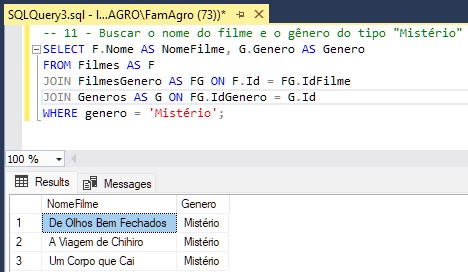 SQLQuery3.sql - I...AGRO\FamAgro (73))*
-- 11 - Buscar o nome do filme e o gênero do tipo "Mistério"
SELECT F.Nome AS NomeFilme, G.Genero AS Genero
FROM Filmes AS F
JOIN FilmesGenero AS FG ON F.Id = FG.IdFilme
JOIN Generos AS G ON FG.IdGenero = G.Id
WHERE genero = 'Mistério';
100 %
Results Messages
NomeFilme Genero
1 De Olhos Bem Fechados Mistério
2 A Viagem de Chihiro Mistério
3 Um Corpo que Cai Mistério